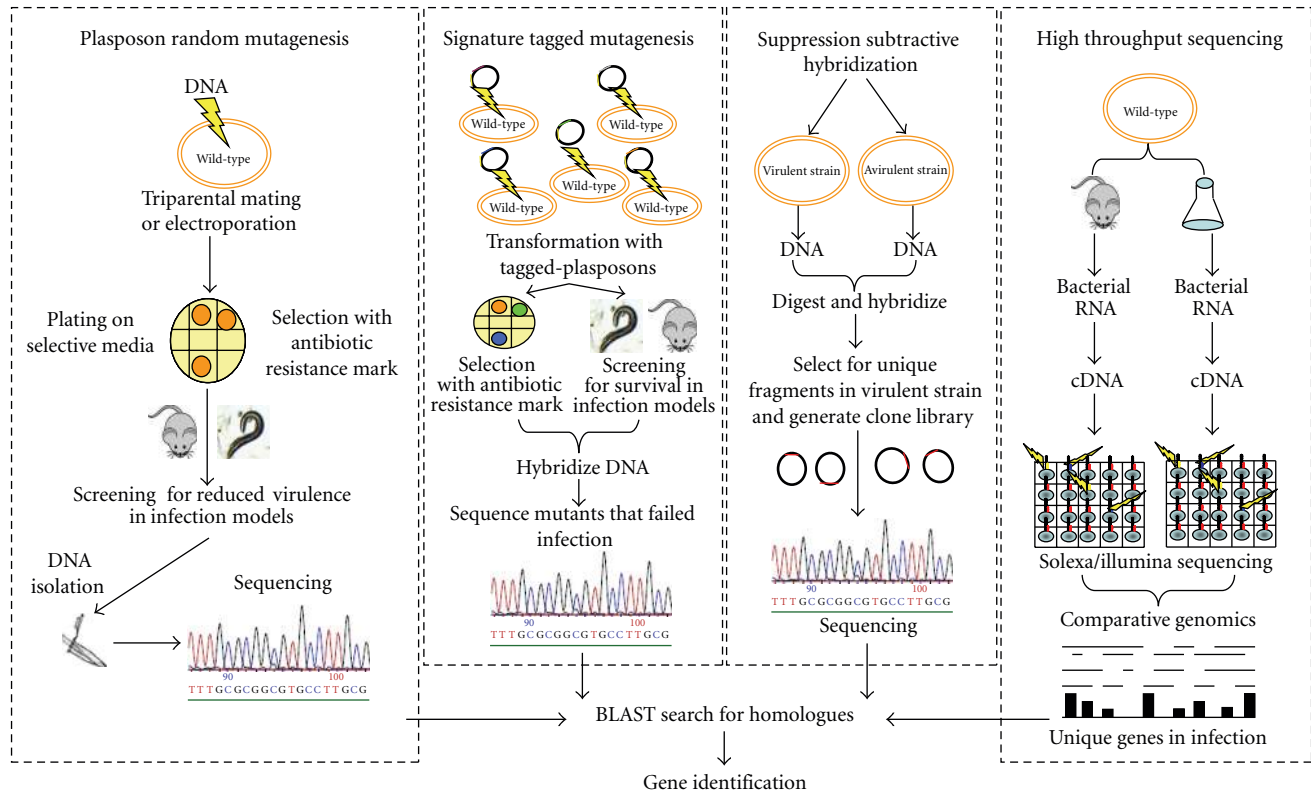 Plasposon random mutagenesis
DNA
Wild-type
Triparental mating
or electroporation
Plating on
selective media
Selection with
antibiotic
resistance mark
Screening for reduced virulence
in infection models
DNA
isolation
Sequencing
90
100
TTTGCGCGGCGTGCCTTGCG
Signature tagged mutagenesis
Wild-type
Wild-type
Wild-type
Wild-type
Wild-type
Transformation with
tagged-plasposons
Selection
with antibiotic
resistance mark
Screening
for survival in
infection models
Hybridize DNA
Sequence mutants that failed
infection
90
100
TTTGCGCGGCGTGCCTTGCG
Suppression subtractive
hybridization
Virulent strain
Avirulent strain
DNA
DNA
Digest and hybridize
Select for unique
fragments in virulent strain
and generate clone library
90
100
TTTGCGCGGCGTGCCTTGCG
Sequencing
High throughput sequencing
Wild-type
Bacterial
RNA
Bacterial
RNA
cDNA
cDNA
Solexa/illumina sequencing
Comparative genomics
Unique genes in infection
BLAST search for homologues
Gene identification